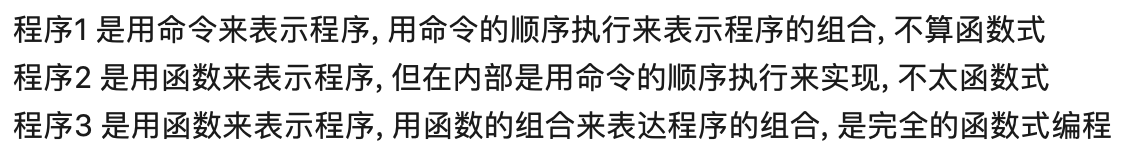 程序1 是用命令来表示程序, 用命令的顺序执行来表示程序的组合, 不算函数式
程序2 是用函数来表示程序, 但在内部是用命令的顺序执行来实现, 不太函数式
程序3 是用函数来表示程序, 用函数的组合来表达程序的组合, 是完全的函数式编程